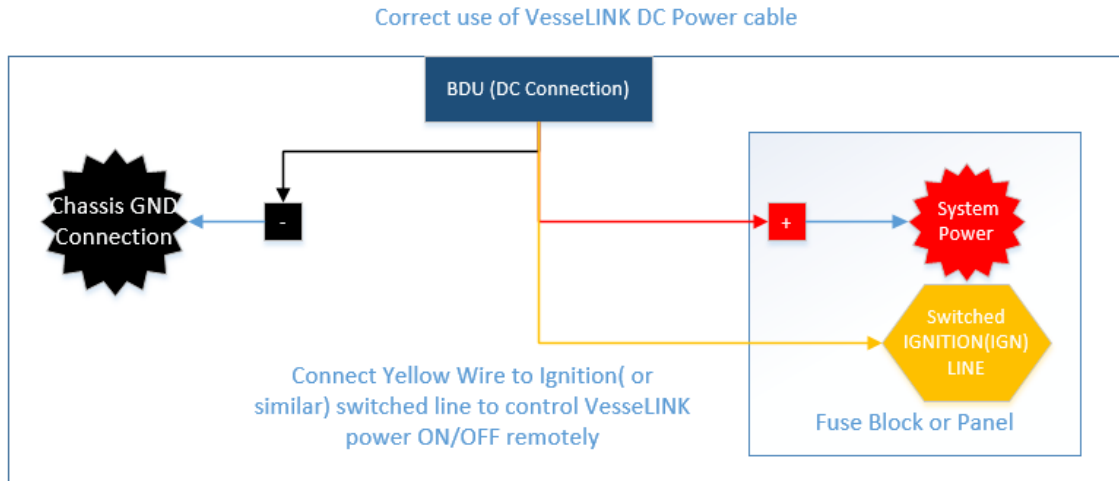 Correct use of VesseLINK DC Power cable
BDU (DC Connection)
Chassis GND
Connection
-
+
System
Power
Switched
IGNITION(IGN)
LINE
Connect Yellow Wire to Ignition( or
similar) switched line to control VesseLINK
power ON/OFF remotely
Fuse Block or Panel